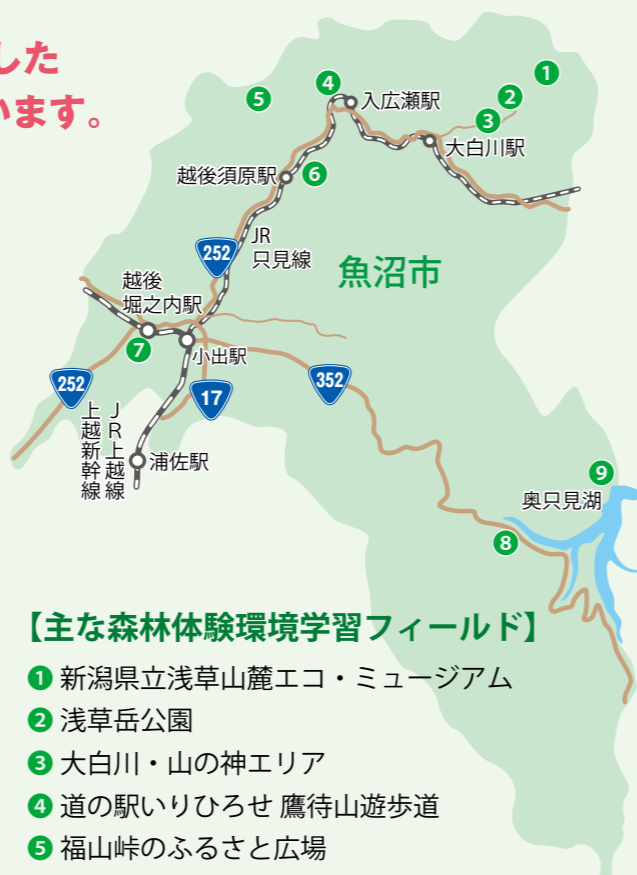 した
います。
1
2
3
4
5
入広瀬駅
大白川駅
越後須原駅
6
252
JR
只見線
魚沼市
越後
堀之内駅
7
小出駅
252
17
352
JR上越線
上越新幹線
浦佐駅
9
奥只見湖
8
【主な森林体験環境学習フィールド】
1 新潟県立浅草山麓エコ・ミュージアム
2 浅草岳公園
3 大白川・山の神エリア
4 道の駅いりひろせ 鷹待山遊歩道
5 福山峠のふるさと広場